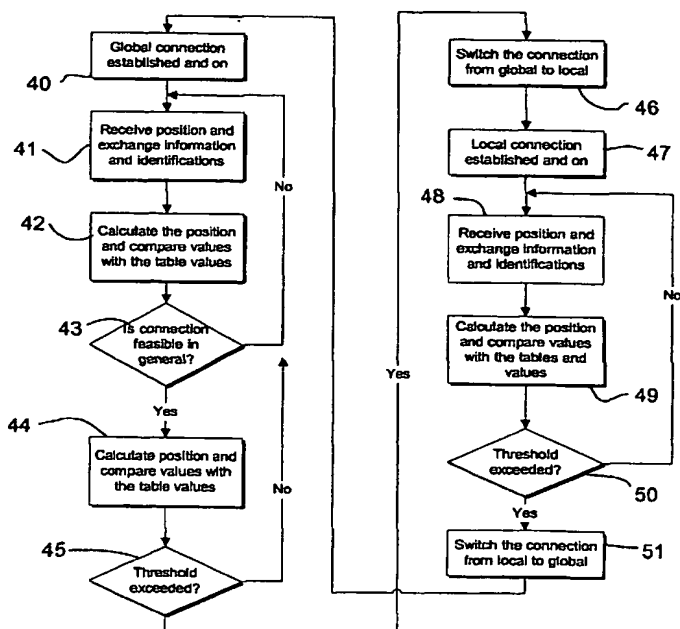 Global connection
established and on
40
Receive position and
exchange information
and identifications
41
No
42
Calculate the position
and compare values
with the table values
43
Is connection
feasible in
general?
Yes
44
Calculate position and
compare values with
the table values
No
45
Threshold
exceeded?
Yes
Switch the connection
from global to local
46
Local connection
established and on
47
48
Receive position and
exchange information
and identifications
No
Calculate the position
and compare values
with the tables and
values
49
Threshold
exceeded?
50
Yes
Switch the connection
from local to global
51